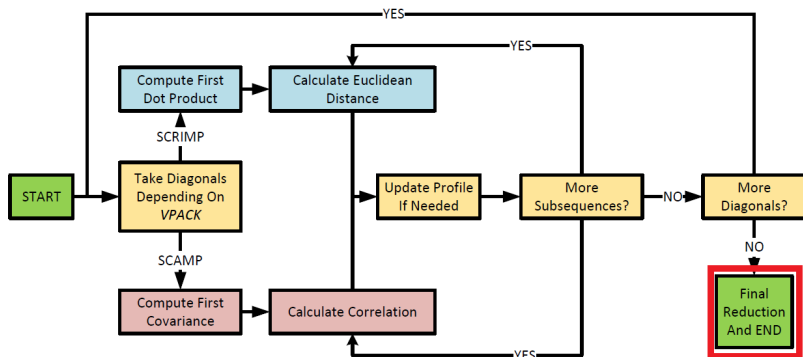 YES
YES
Compute First
Dot Product
Calculate Euclidean
Distance
SCRIMP
START
Take Diagonals
Depending On
VPACK
Update Profile
If Needed
More
Subsequences?
NO
More
Diagonals?
SCAMP
NO
Compute First
Covariance
Calculate Correlation
Final
Reduction
And END
YES